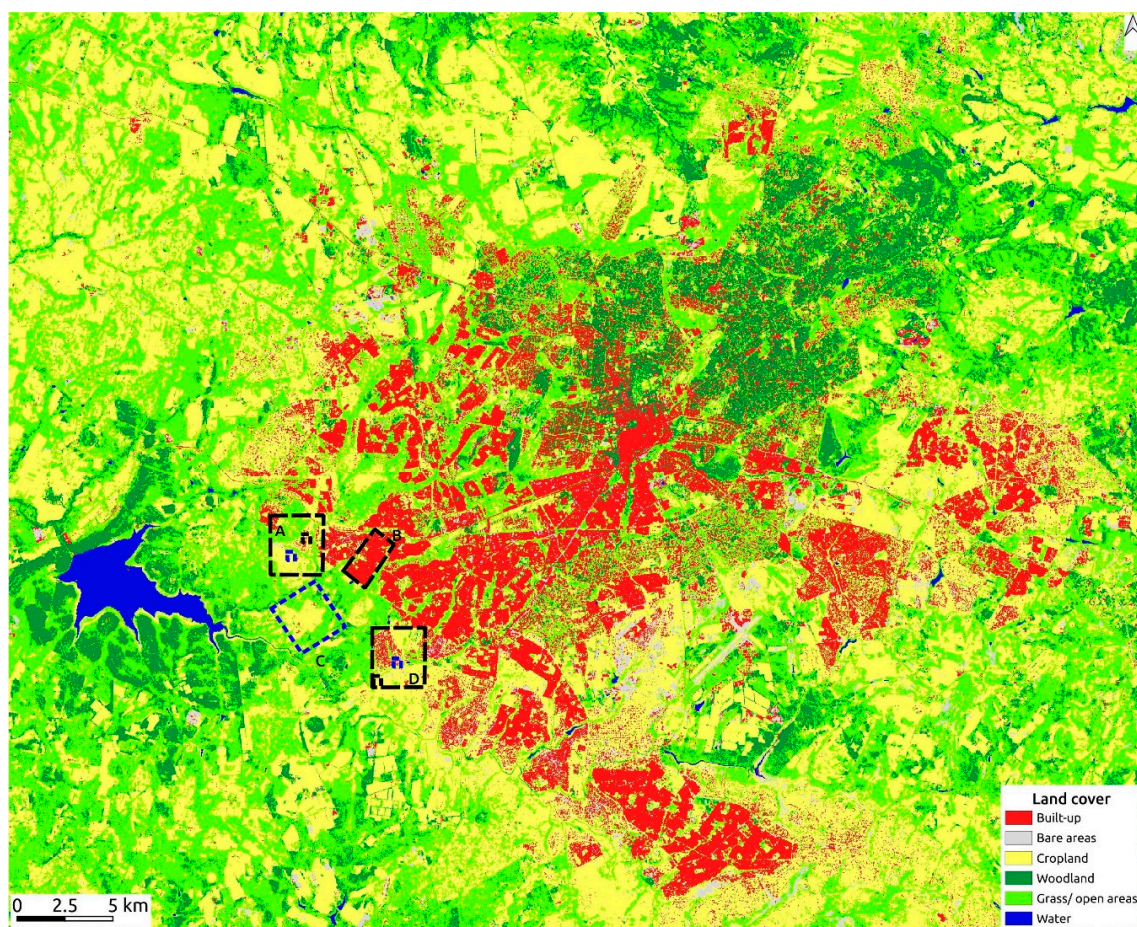 A
B
C
D
Land cover
Built-up
Bare areas
Cropland
Woodland
Grass/ open areas
Water
0 2.5 5 km